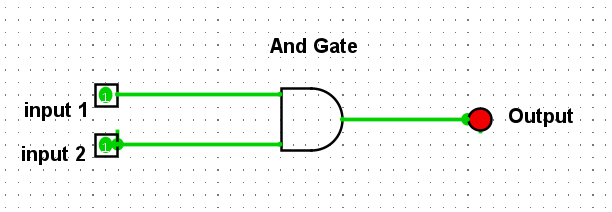 And Gate
1
input 1
Output
1
input 2